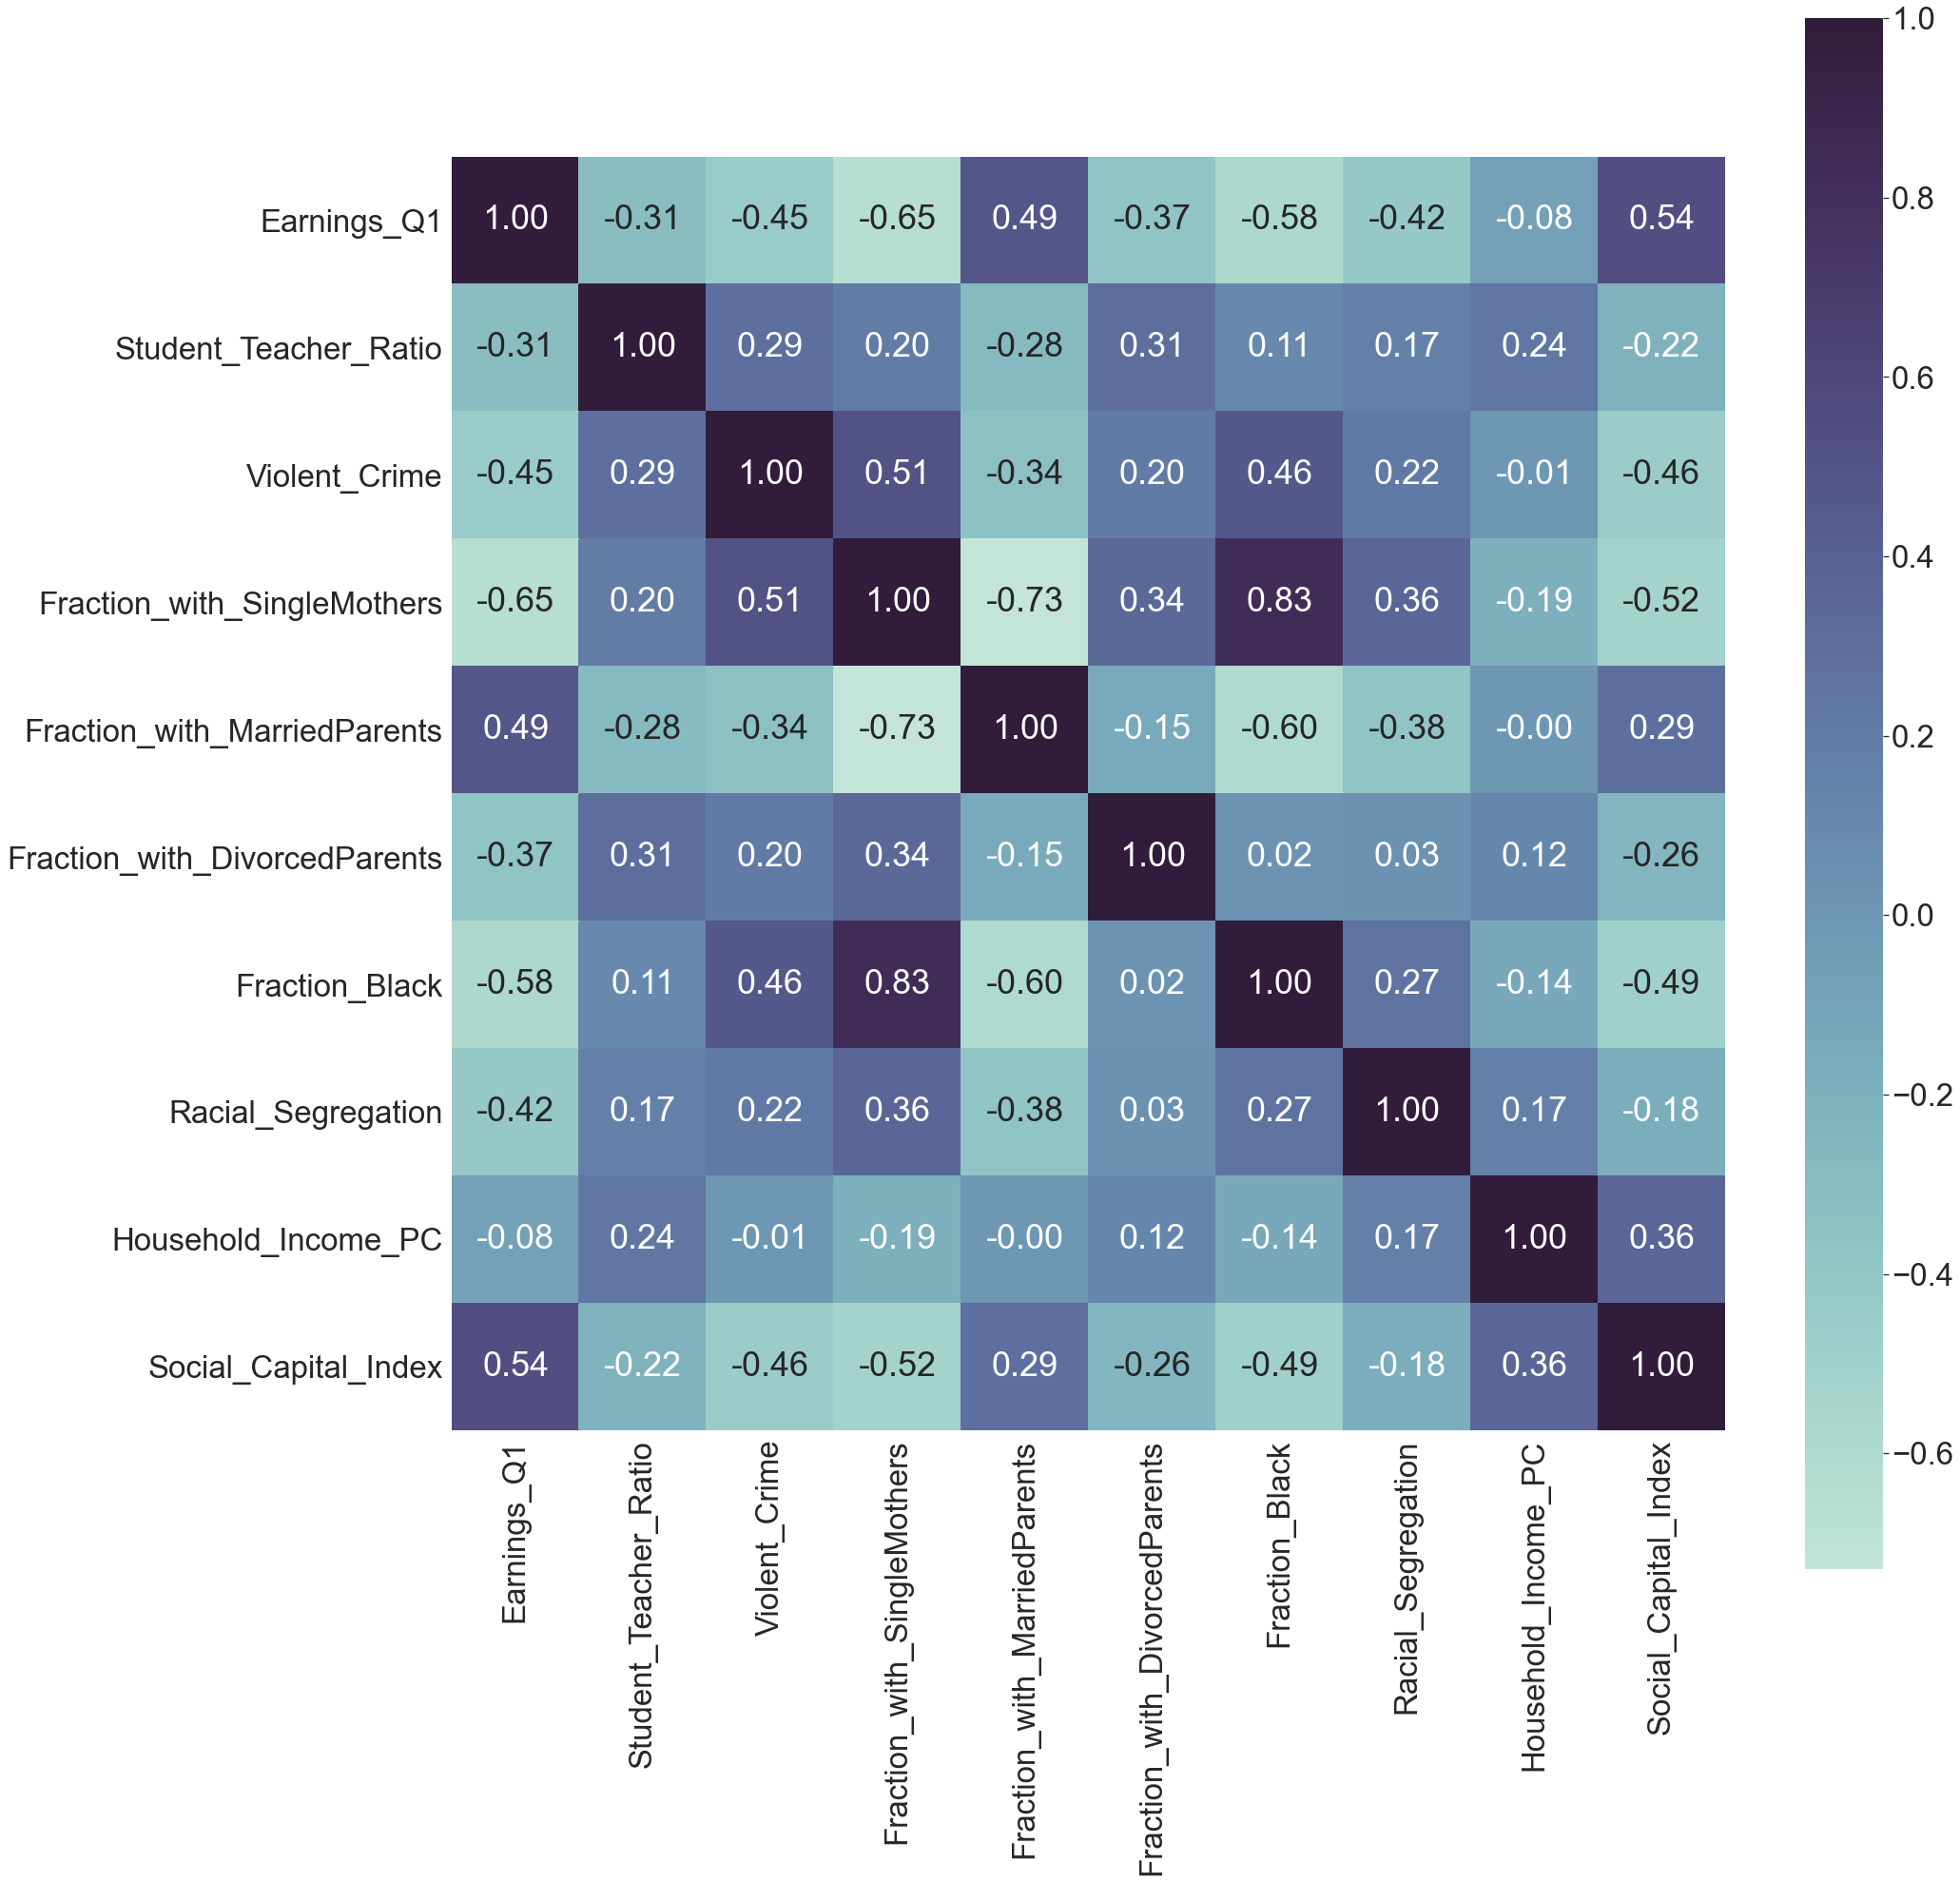 Earnings_Q1 1.00 -0.31 -0.45 -0.65 0.49 -0.37 -0.58 -0.42 -0.08 0.54
Student_Teacher_Ratio -0.31 1.00 0.29 0.20 -0.28 0.31 0.11 0.17 0.24 -0.22
Violent_Crime -0.45 0.29 1.00 0.51 -0.34 0.20 0.46 0.22 -0.01 -0.46
Fraction_with_SingleMothers -0.65 0.20 0.51 1.00 -0.73 0.34 0.83 0.36 -0.19 -0.52
Fraction_with_MarriedParents 0.49 -0.28 -0.34 -0.73 1.00 -0.15 -0.60 -0.38 -0.00 0.29
Fraction_with_DivorcedParents -0.37 0.31 0.20 0.34 -0.15 1.00 0.02 0.03 0.12 -0.26
Fraction_Black -0.58 0.11 0.46 0.83 -0.60 0.02 1.00 0.27 -0.14 -0.49
Racial_Segregation -0.42 0.17 0.22 0.36 -0.38 0.03 0.27 1.00 0.17 -0.18
Household_Income_PC -0.08 0.24 -0.01 -0.19 -0.00 0.12 -0.14 0.17 1.00 0.36
Social_Capital_Index 0.54 -0.22 -0.46 -0.52 0.29 -0.26 -0.49 -0.18 0.36 1.00
Earnings_Q1
Student_Teacher_Ratio
Violent_Crime
Fraction_with_SingleMothers
Fraction_with_MarriedParents
Fraction_with_DivorcedParents
Fraction_Black
Racial_Segregation
Household_Income_PC
Social_Capital_Index
1.0
0.8
0.6
0.4
0.2
0.0
−0.2
−0.4
−0.6